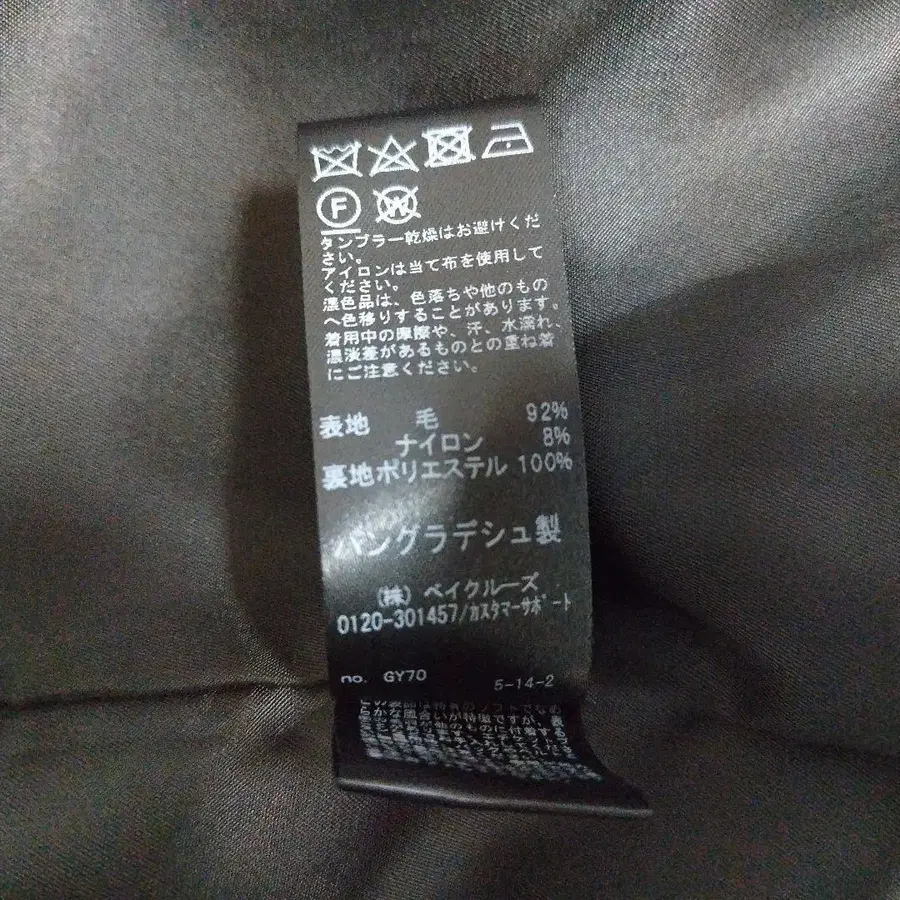 F W
タンブラー乾燥はお避けくだ
さい。
アイロンは当て布を使用して
ください。
濃色品は、色落ちや他のもの
へ色移りすることがあります。
着用中の摩擦や、汗、水濡れ、
濃淡差があるものとの重ね着
にご注意ください。
表地 毛 92%
ナイロン 8%
裏地ポリエステル 100%
バングラデシュ製
(株) ベイクルーズ
0120-301457/カスタマーサポート
no. GY70 5-14-2